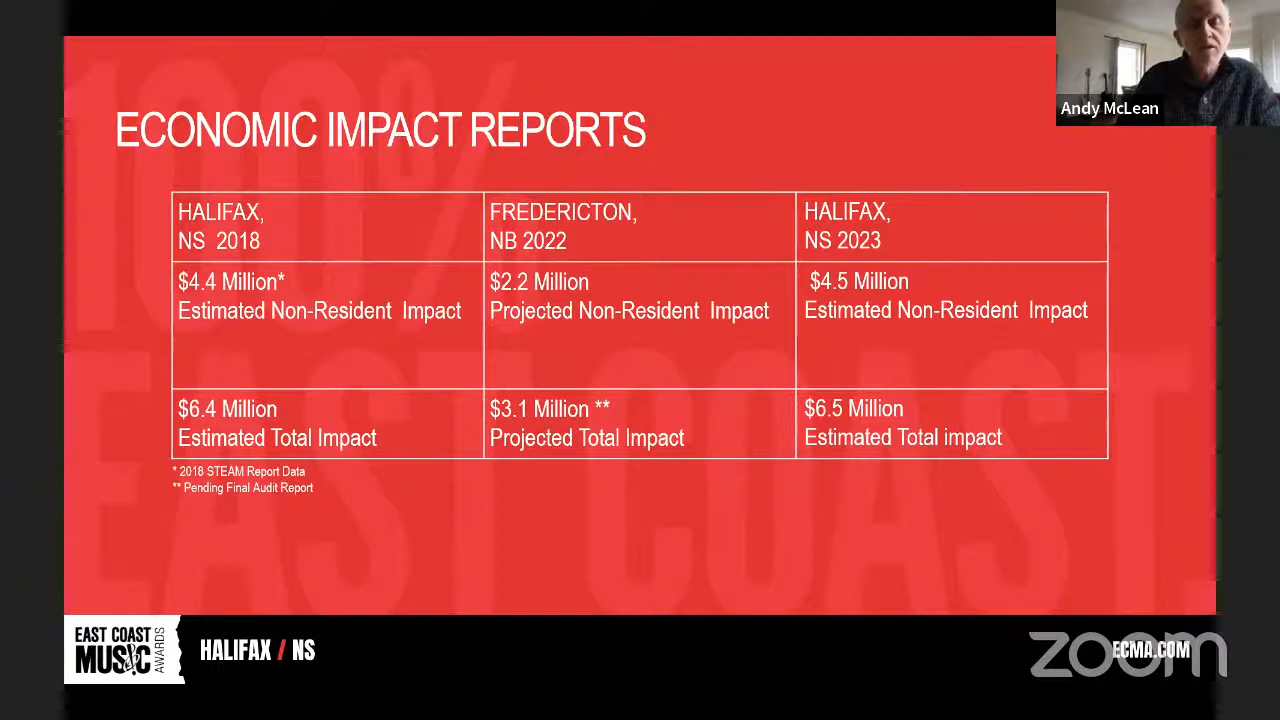 Andy McLean
ECONOMIC IMPACT REPORTS
HALIFAX,
NS 2018
FREDERICTON,
NB 2022
HALIFAX,
NS 2023
$4.4 Million*
Estimated Non-Resident Impact
$2.2 Million
Projected Non-Resident Impact
$4.5 Million
Estimated Non-Resident Impact
$6.4 Million
Estimated Total Impact
$3.1 Million **
Projected Total Impact
$6.5 Million
Estimated Total impact
* 2018 STEAM Report Data
** Pending Final Audit Report
100%
EAST COAST.
EAST COAST
MUSIC
AWARDS
HALIFAX / NS
ECMA.COM
zoom